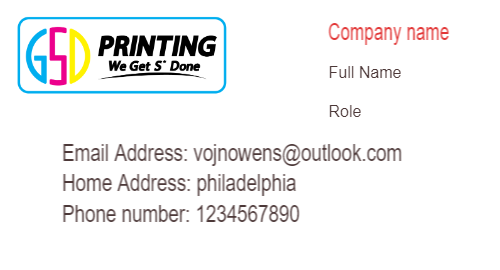 GSD PRINTING
We Get S* Done
Company name
Full Name
Role
Email Address: vojnowens@outlook.com
Home Address: philadelphia
Phone number: 1234567890